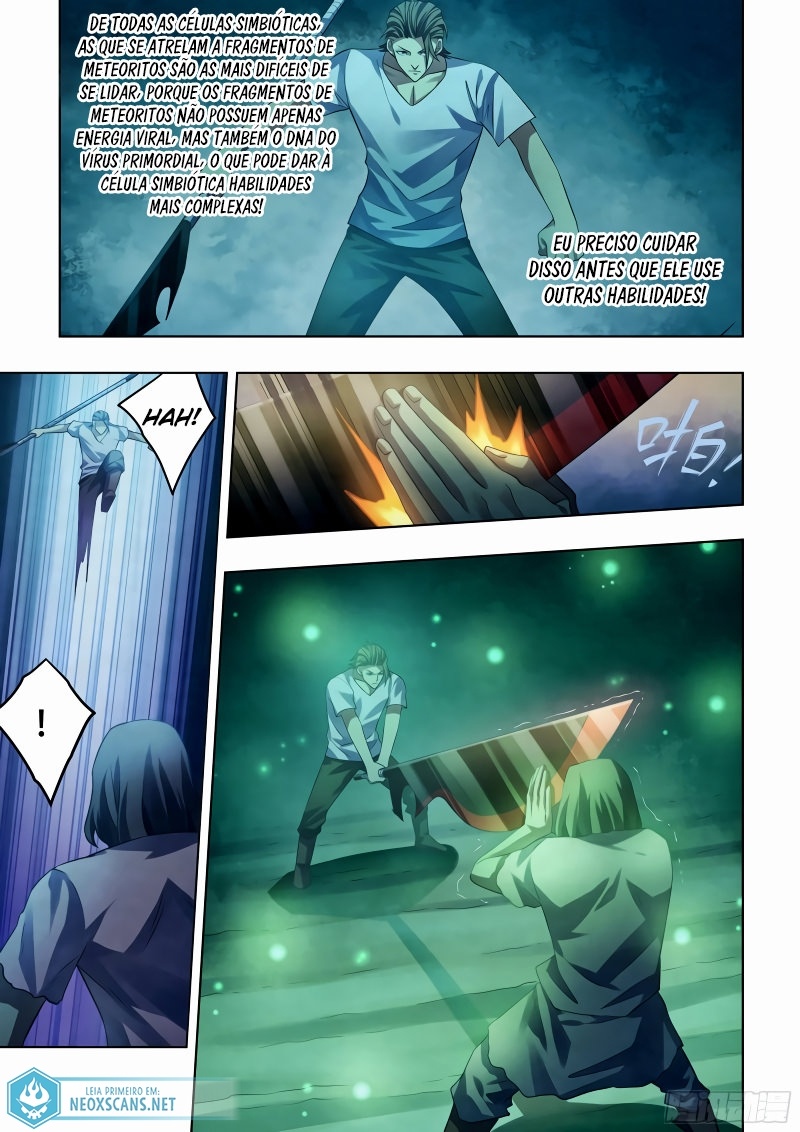 DE TODAS AS CÉLULAS SIMBIÓTICAS,
AS QUE SE ATRELAM A FRAGMENTOS DE
METEORITOS SÃO AS MAIS DIFÍCEIS DE
SE LIDAR, PORQUE OS FRAGMENTOS DE
METEORITOS NÃO POSSUEM APENAS
ENERGIA VIRAL, MAS TAMBÉM O DNA DO
VÍRUS PRIMORDIAL, O QUE PODE DAR À
CÉLULA SIMBIÓTICA HABILIDADES
MAIS COMPLEXAS!
EU PRECISO CUIDAR
DISSO ANTES QUE ELE USE
OUTRAS HABILIDADES!
HAH!
!
LEIA PRIMEIRO EM:
NEOXSCANS.NET